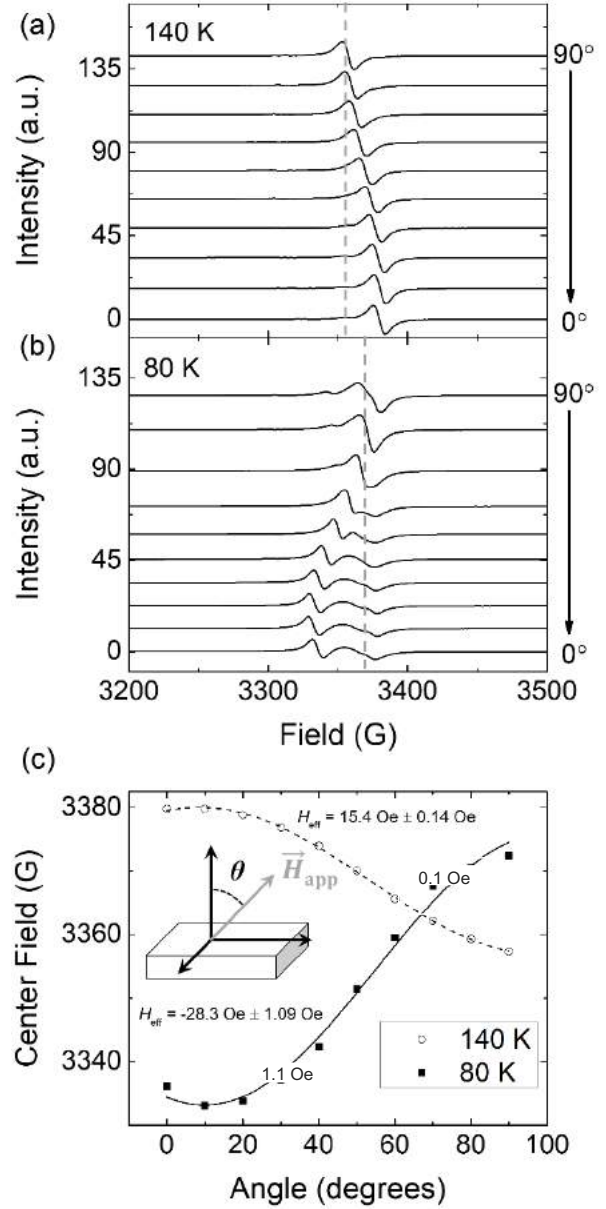 (a)
140 K
135
90
45
0
Intensity (a.u.)
90°
0°
(b)
80 K
135
90
45
0
Intensity (a.u.)
90°
0°
3200 3300 3400 3500
Field (G)
(c)
3380
3360
3340
Center Field (G)
H_eff = 15.4 Oe ± 0.14 Oe
θ
H_app
0.1 Oe
H_eff = -28.3 Oe ± 1.09 Oe
1.1 Oe
140 K
80 K
0 20 40 60 80 100
Angle (degrees)